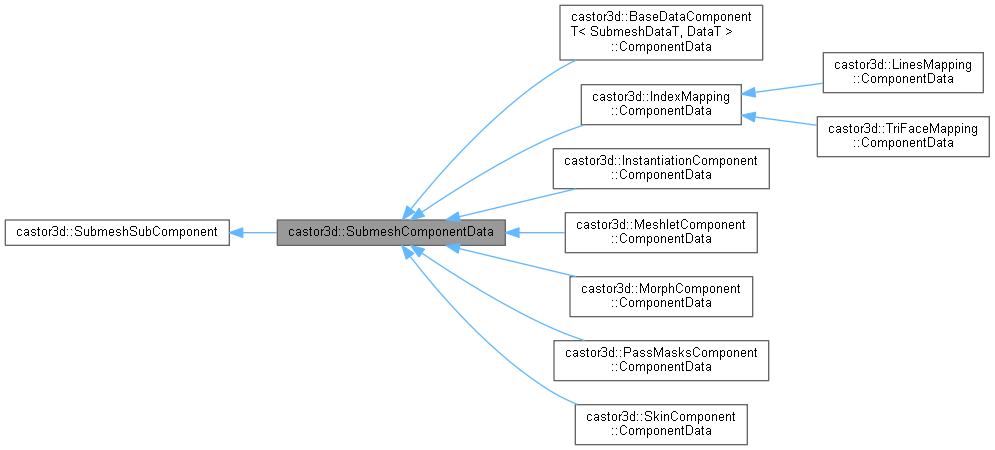 castor3d::SubmeshSubComponent
castor3d::SubmeshComponentData
castor3d::BaseDataComponent
T< SubmeshDataT, DataT >
::ComponentData
castor3d::IndexMapping
::ComponentData
castor3d::LinesMapping
::ComponentData
castor3d::TriFaceMapping
::ComponentData
castor3d::InstantiationComponent
::ComponentData
castor3d::MeshletComponent
::ComponentData
castor3d::MorphComponent
::ComponentData
castor3d::PassMasksComponent
::ComponentData
castor3d::SkinComponent
::ComponentData